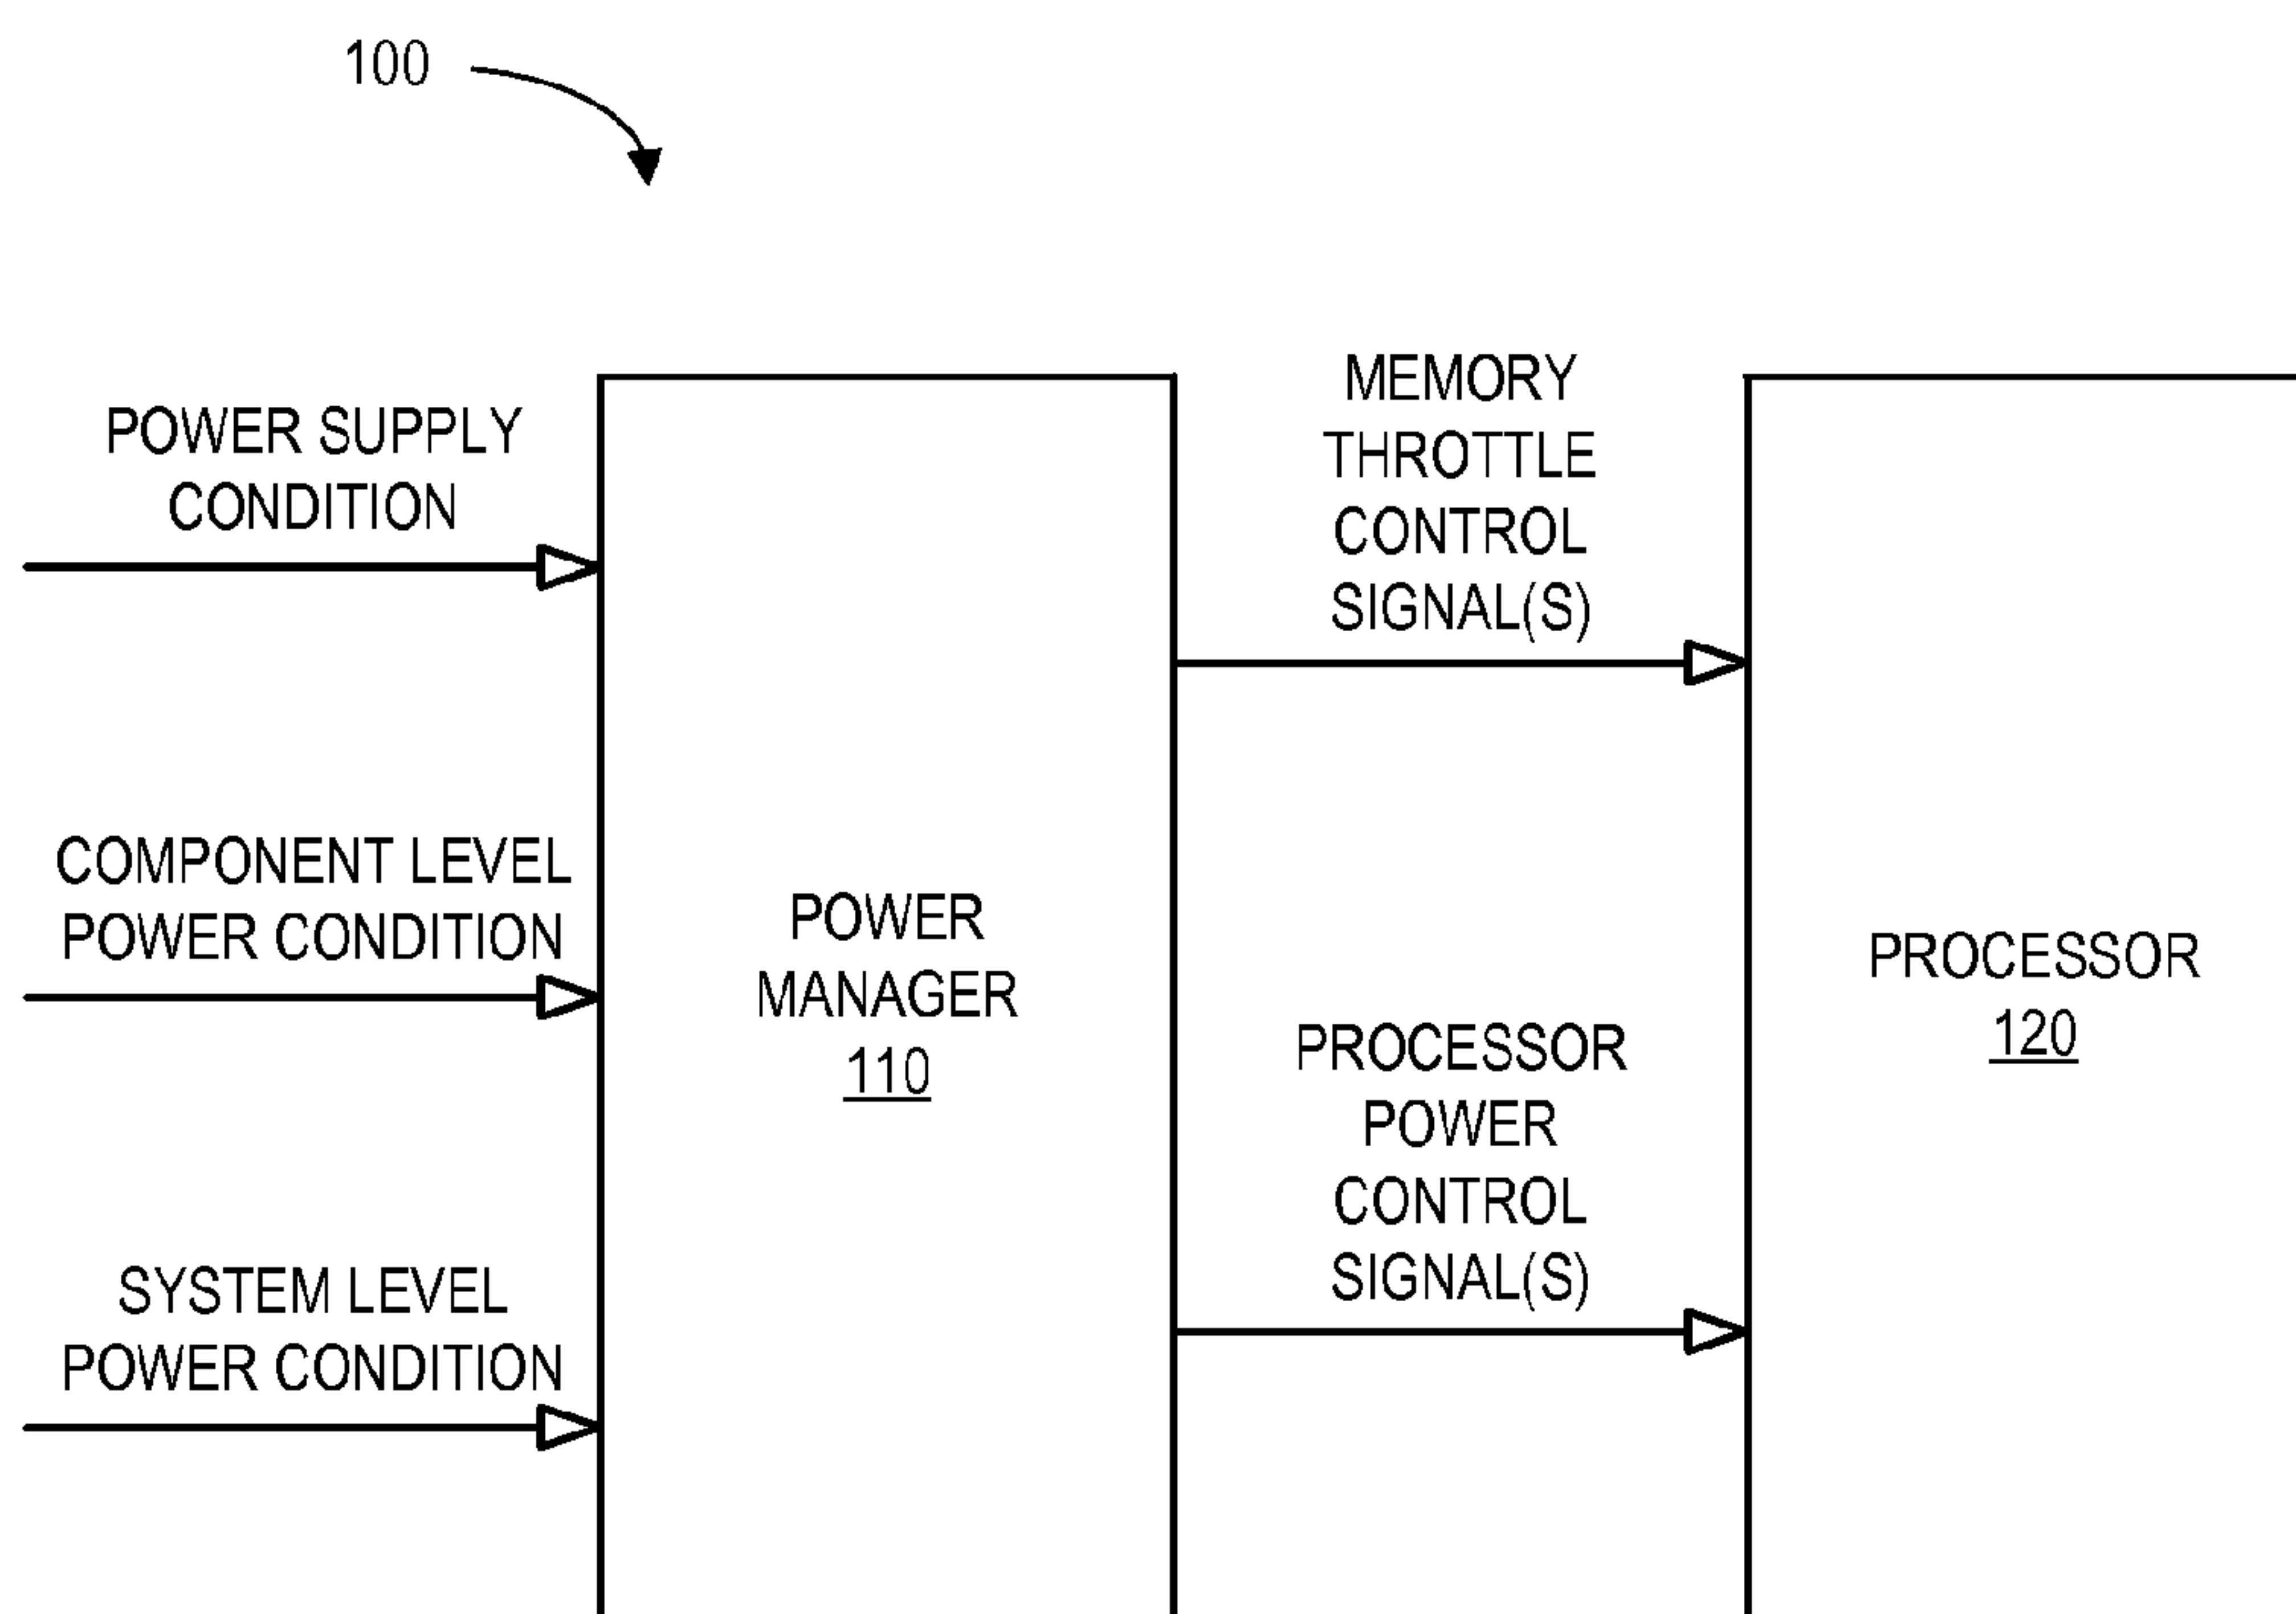 100
POWER SUPPLY
CONDITION
COMPONENT LEVEL
POWER CONDITION
SYSTEM LEVEL
POWER CONDITION
POWER
MANAGER
110
MEMORY
THROTTLE
CONTROL
SIGNAL(S)
PROCESSOR
POWER
CONTROL
SIGNAL(S)
PROCESSOR
120